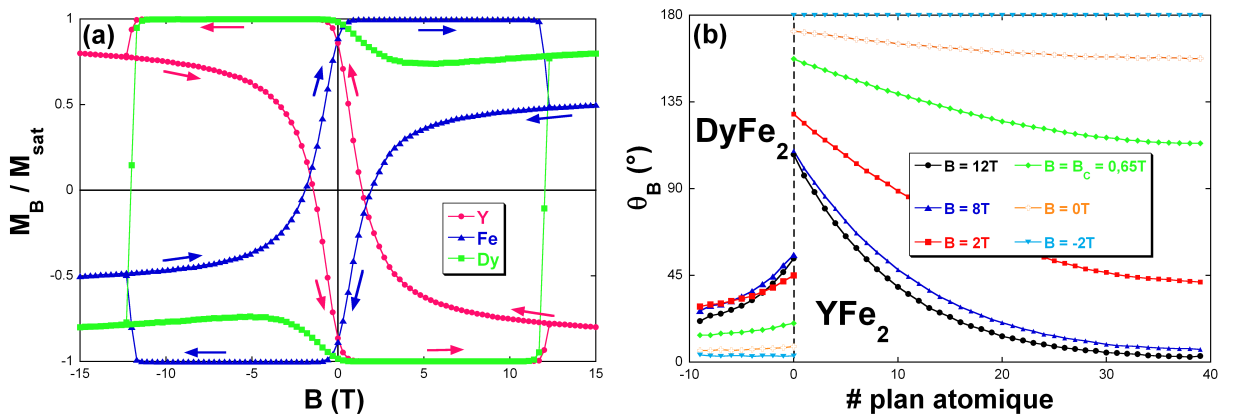 (a)
M_B / M_sat
1
0.5
0
-0.5
-1
-15
-10
-5
0
5
10
15
B (T)
Y
Fe
Dy
(b)
θ_B (°)
180
135
90
45
0
-10
0
10
20
30
40
# plan atomique
DyFe₂
YFe₂
B = 12T
B = 8T
B = 2T
B = B_C = 0,65T
B = 0T
B = -2T